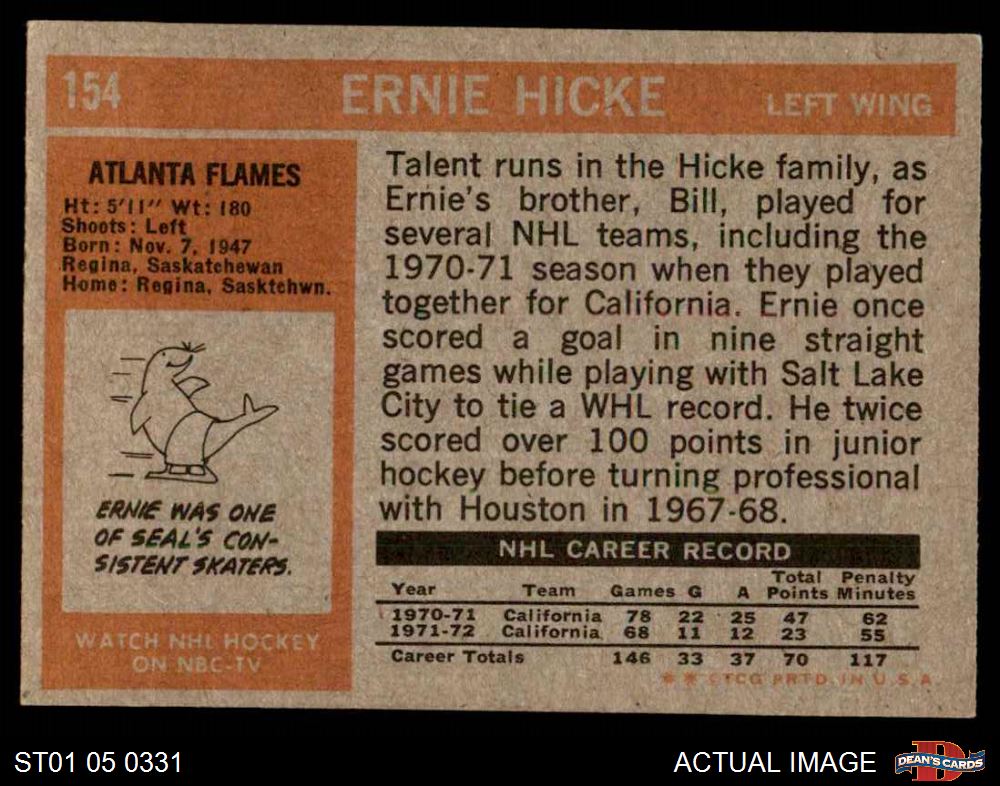 154 ERNIE HICKE LEFT WING
ATLANTA FLAMES
Ht: 5'11" Wt: 180
Shoots: Left
Born: Nov. 7, 1947
Regina, Saskatchewan
Home: Regina, Sasktchwn.
ERNIE WAS ONE
OF SEAL'S CON-
SISTENT SKATERS.
WATCH NHL HOCKEY
ON NBC-TV
Talent runs in the Hicke family, as
Ernie's brother, Bill, played for
several NHL teams, including the
1970-71 season when they played
together for California. Ernie once
scored a goal in nine straight
games while playing with Salt Lake
City to tie a WHL record. He twice
scored over 100 points in junior
hockey before turning professional
with Houston in 1967-68.
NHL CAREER RECORD
Total Penalty
Year Team Games G A Points Minutes
1970-71 California 78 22 25 47 62
1971-72 California 68 11 12 23 55
Career Totals 146 33 37 70 117
** ©TCG PRTD. IN U.S.A.
ST01 05 0331 ACTUAL IMAGE DEAN'S CARDS